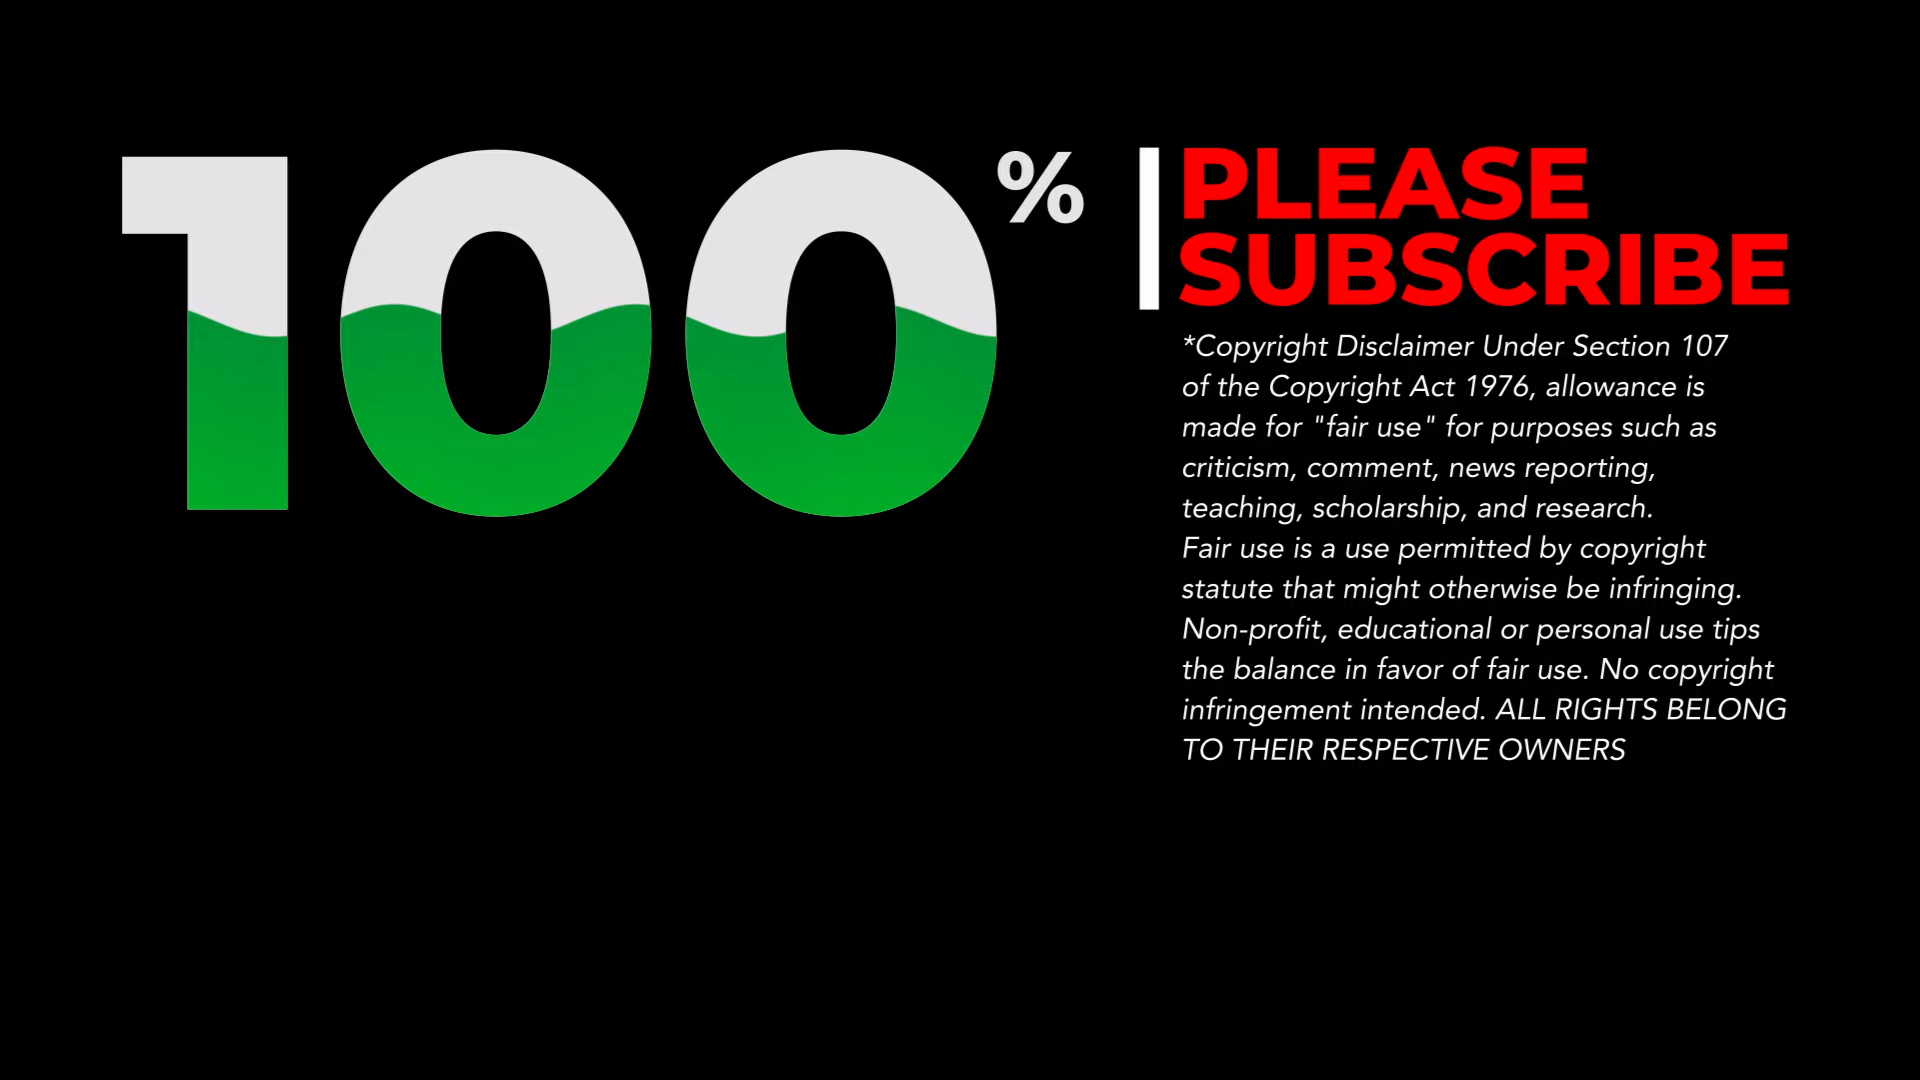 100%
PLEASE
SUBSCRIBE
*Copyright Disclaimer Under Section 107
of the Copyright Act 1976, allowance is
made for "fair use" for purposes such as
criticism, comment, news reporting,
teaching, scholarship, and research.
Fair use is a use permitted by copyright
statute that might otherwise be infringing.
Non-profit, educational or personal use tips
the balance in favor of fair use. No copyright
infringement intended. ALL RIGHTS BELONG
TO THEIR RESPECTIVE OWNERS